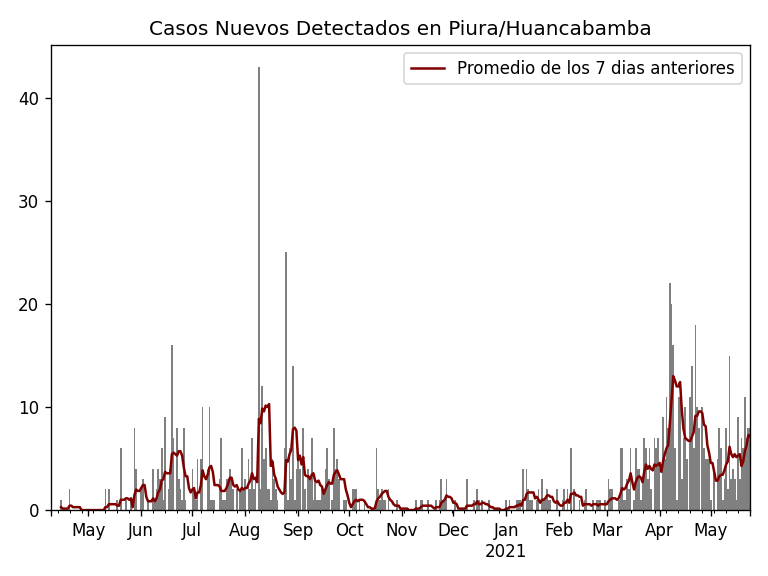 Casos Nuevos Detectados en Piura/Huancabamba
Promedio de los 7 dias anteriores
40
30
20
10
0
May Jun Jul Aug Sep Oct Nov Dec Jan Feb Mar Apr May
2021